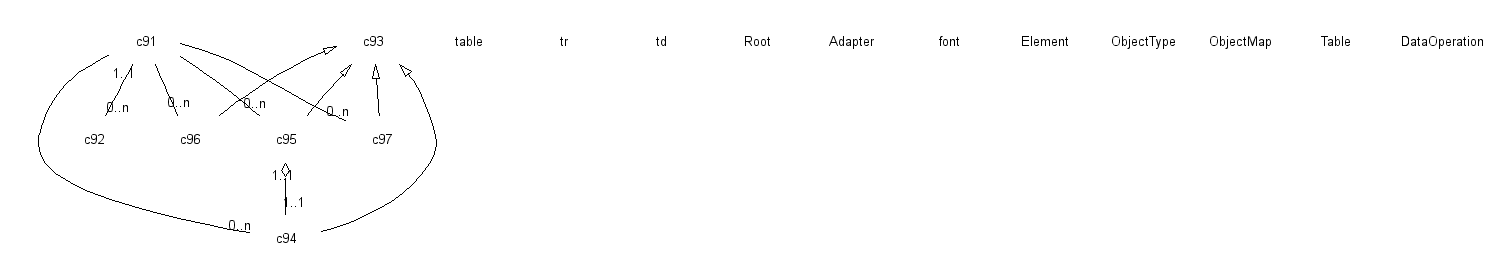 c91 c93 table tr td Root Adapter font Element ObjectType ObjectMap Table DataOperation
1..1
0..n 0..n 0..n 0..n
c92 c96 c95 c97
1..1
1..1
0..n
c94